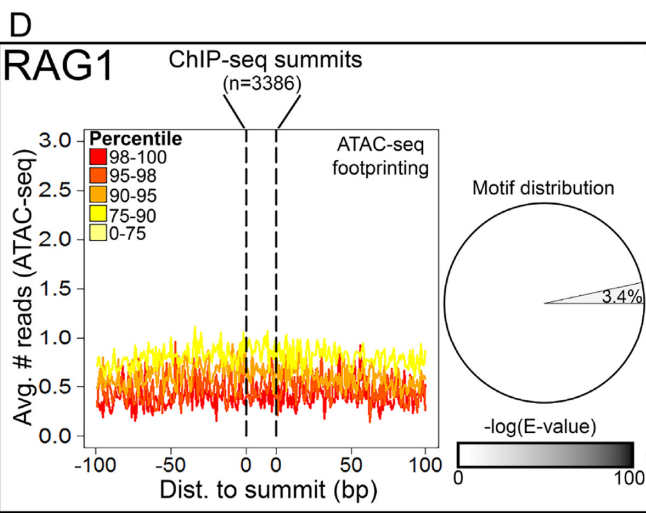 D
RAG1
ChIP-seq summits
(n=3386)
Percentile
98-100
95-98
90-95
75-90
0-75
ATAC-seq
footprinting
Avg. # reads (ATAC-seq)
3.0
2.5
2.0
1.5
1.0
0.5
0.0
-100
-50
0
0
50
100
Dist. to summit (bp)
Motif distribution
3.4%
-log(E-value)
0
100